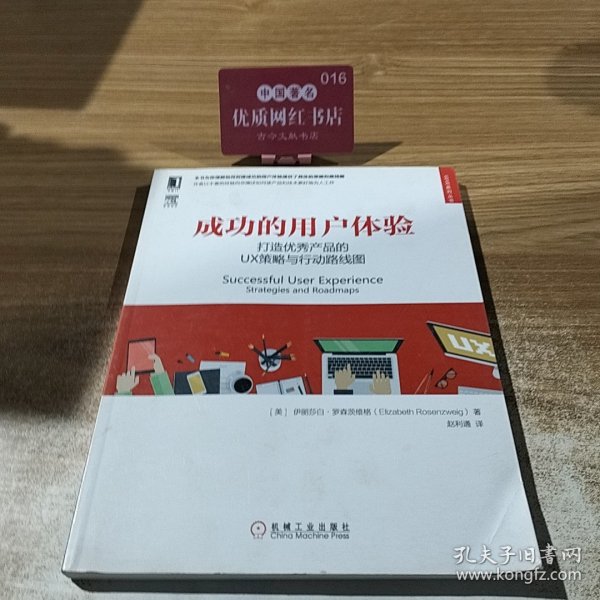 016
中国著名
优质网红书店
古今文献书店
成功的用户体验
打造优秀产品的
UX策略与行动路线图
Successful User Experience
Strategies and Roadmaps
UX
[美] 伊丽莎白·罗森茨维格（Elizabeth Rosenzweig）著
赵利通 译
机械工业出版社
China Machine Press
孔夫子旧书网
www.kongfz.com